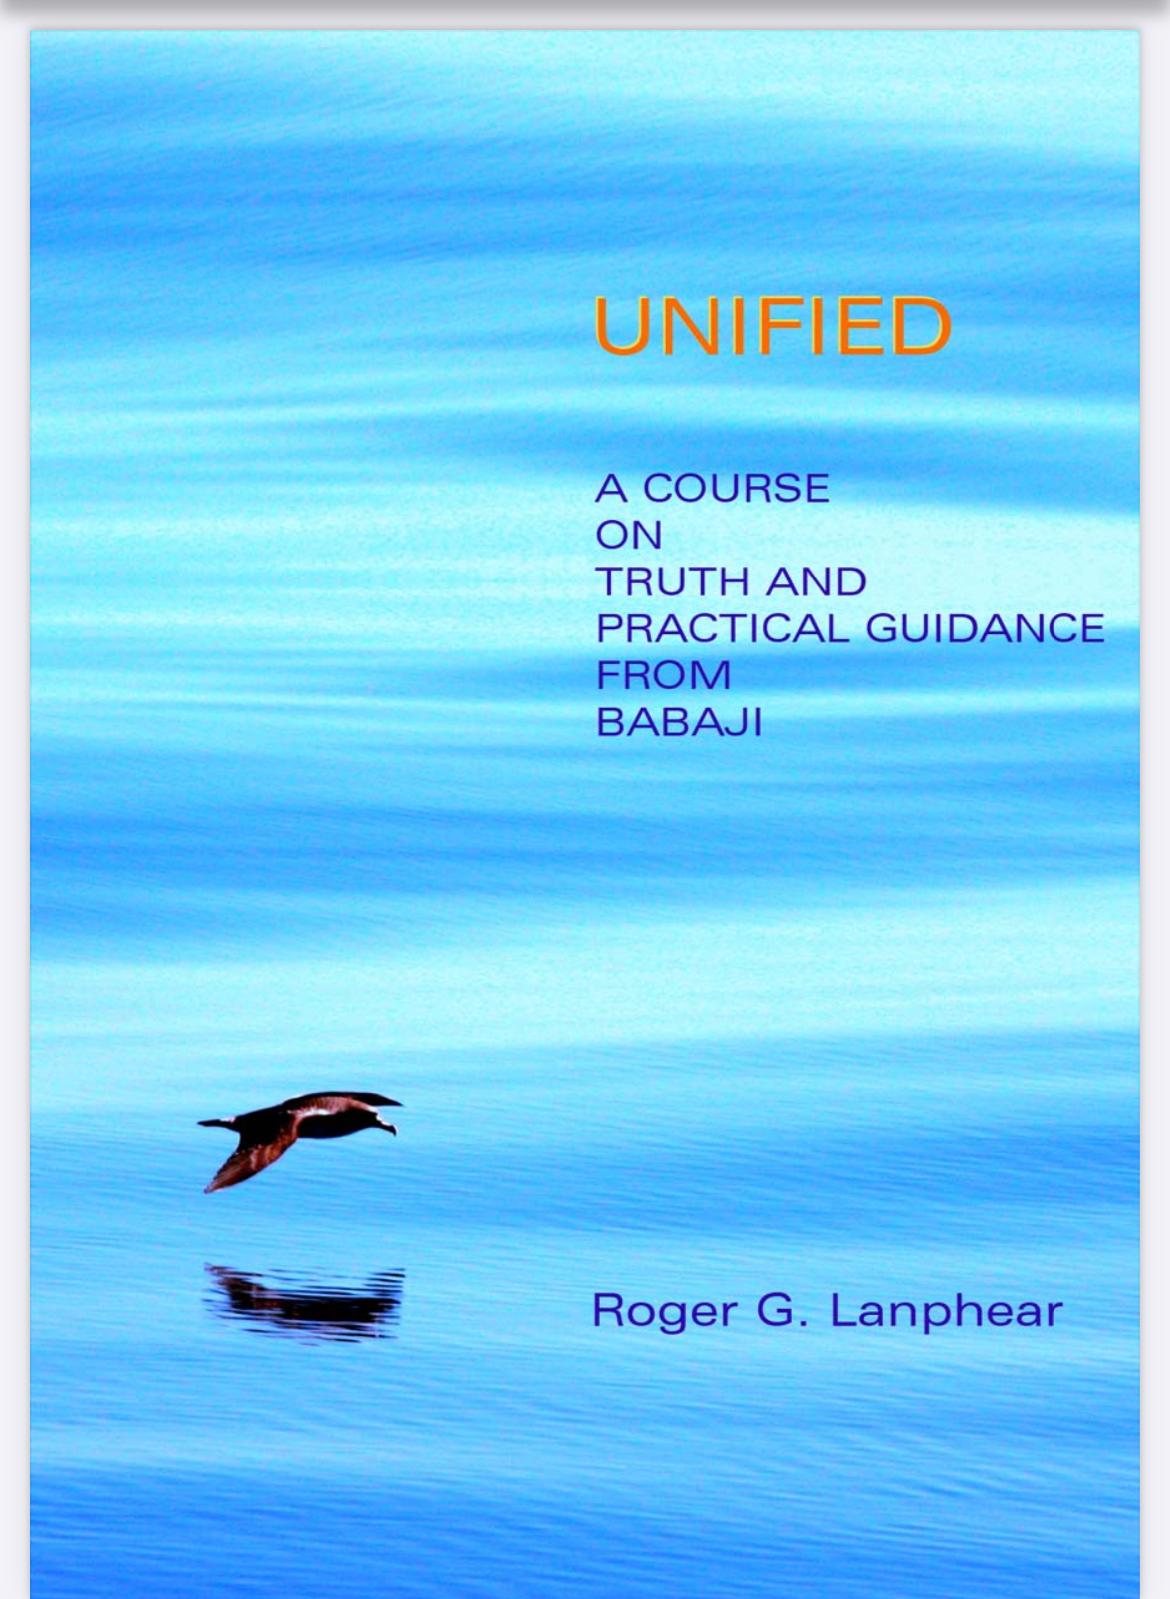 UNIFIED
A COURSE
ON
TRUTH AND
PRACTICAL GUIDANCE
FROM
BABAJI
Roger G. Lanphear